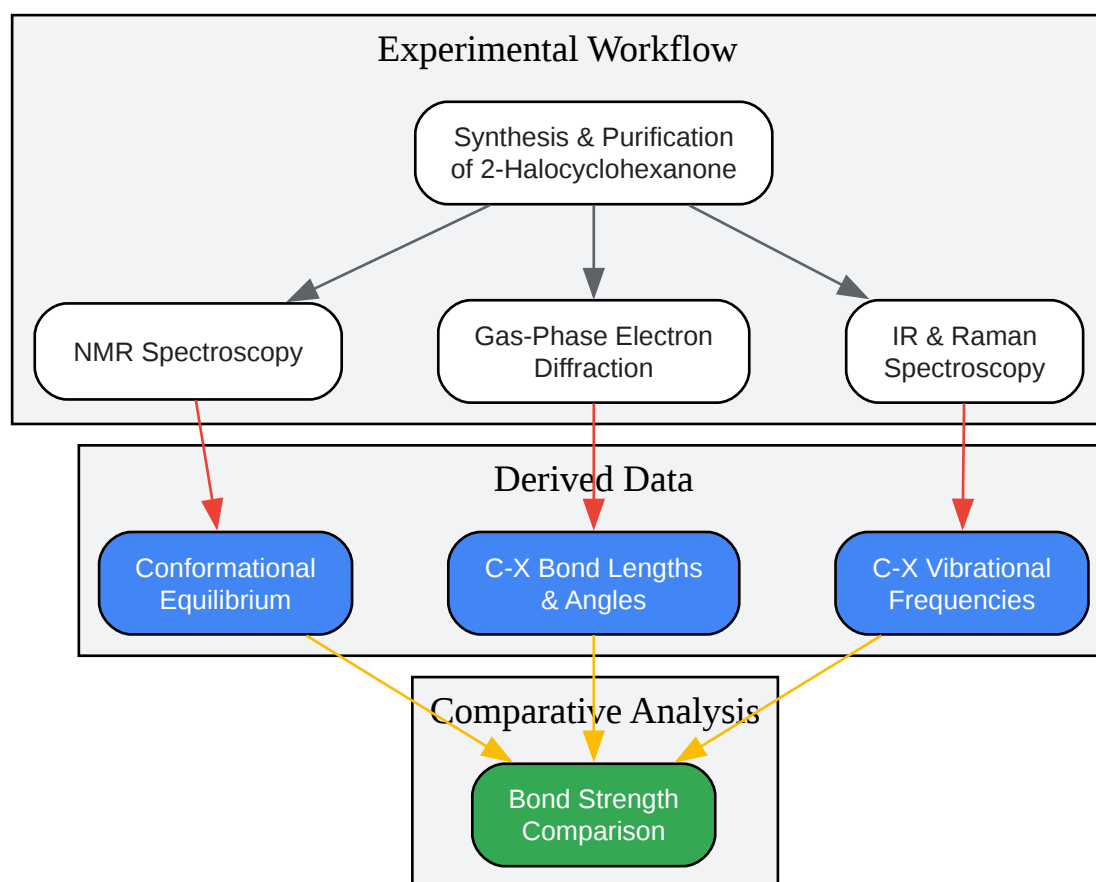 Experimental Workflow
Synthesis & Purification
of 2-Halocyclohexanone
NMR Spectroscopy
Gas-Phase Electron
Diffraction
IR & Raman
Spectroscopy
Derived Data
Conformational
Equilibrium
C-X Bond Lengths
& Angles
C-X Vibrational
Frequencies
Comparative Analysis
Bond Strength
Comparison